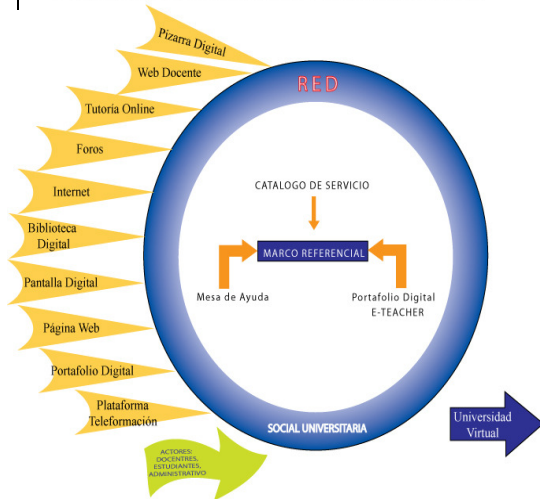 Pizarra Digital
Web Docente
Tutoría Online
Foros
Internet
Biblioteca
Digital
Pantalla Digital
Página Web
Portafolio Digital
Plataforma
Teleformación
RED
CATALOGO DE SERVICIO
MARCO REFERENCIAL
Mesa de Ayuda
Portafolio Digital
E-TEACHER
SOCIAL UNIVERSITARIA
ACTORES:
DOCENTRES,
ESTUDIANTES,
ADMINISTRATIVO
Universidad
Virtual